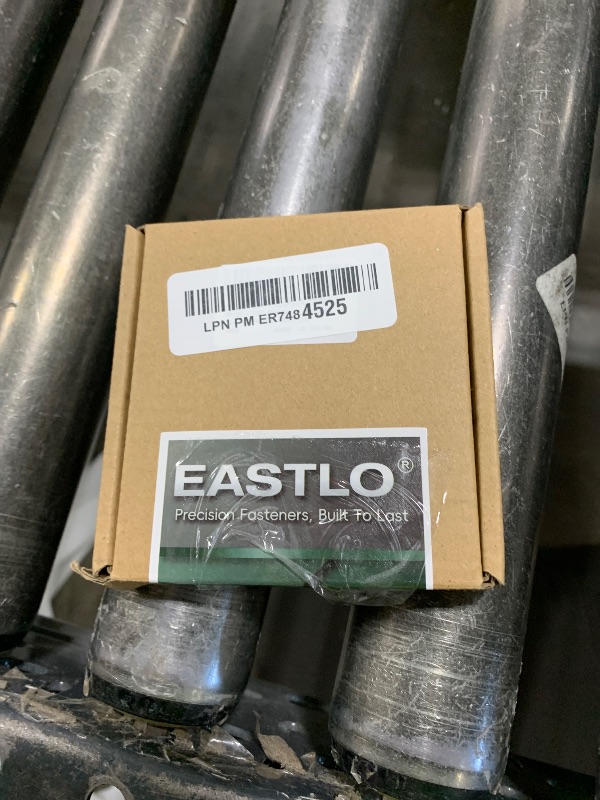 LPN PM ER7484525
EASTLO®
Precision Fasteners, Built To Last